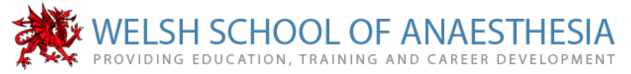 WELSH SCHOOL OF ANAESTHESIA
PROVIDING EDUCATION, TRAINING AND CAREER DEVELOPMENT